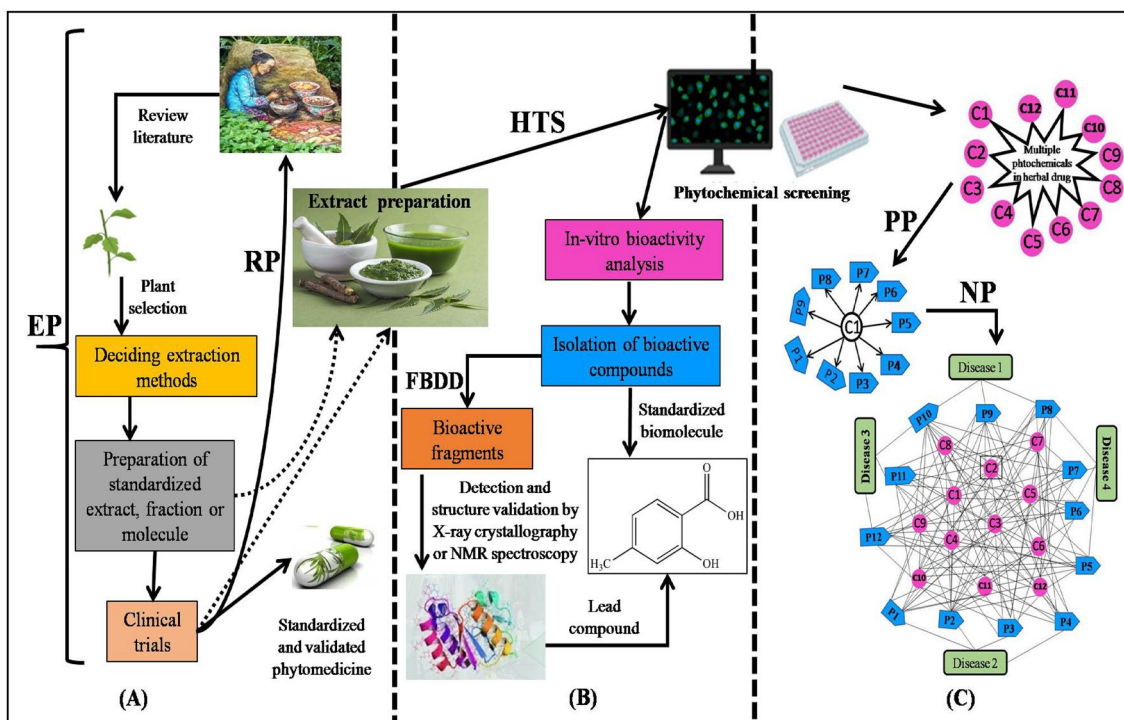 Review
literature
Plant
selection
EP
Deciding extraction
methods
Preparation of
standardized
extract, fraction or
molecule
Clinical
trials
RP
Standardized
and validated
phytomedicine
(A)
Extract preparation
HTS
Phytochemical screening
In-vitro bioactivity
analysis
Isolation of bioactive
compounds
FBDD
Bioactive
fragments
Standardized
biomolecule
Detection and
structure validation by
X-ray crystallography
or NMR spectroscopy
O
OH
H₃C
OH
Lead
compound
(B)
C11
C12
C1
C10
C2
C9
C3
C8
C4
C7
C5
C6
Multiple
phtochemicals
in herbal drug
PP
P7
P8
P6
P9
C1
P5
P1
P2
P3
P4
NP
Disease 1
P10
P9
P8
Disease 3
Disease 4
C8
C7
C2
P11
P7
C1
C5
P6
C9
C3
P12
C4
C6
P5
C10
C11
C12
P1
P2
P3
P4
Disease 2
(C)